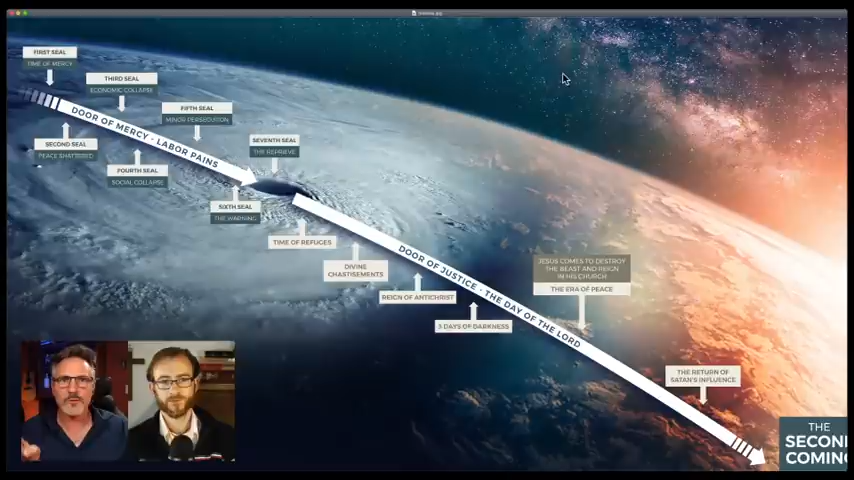 FIRST SEAL
TIME OF MERCY
THIRD SEAL
ECONOMIC COLLAPSE
FIFTH SEAL
MINOR PERSECUTION
SECOND SEAL
PEACE SHATTERED
DOOR OF MERCY - LABOR PAINS
SEVENTH SEAL
THE REPRIEVE
FOURTH SEAL
SOCIAL COLLAPSE
SIXTH SEAL
THE WARNING
TIME OF REFUGES
DIVINE
CHASTISEMENTS
DOOR OF JUSTICE - THE DAY OF THE LORD
REIGN OF ANTICHRIST
3 DAYS OF DARKNESS
JESUS COMES TO DESTROY
THE BEAST AND REIGN
IN HIS CHURCH
THE ERA OF PEACE
THE RETURN OF
SATAN'S INFLUENCE
THE
SECON
COMING